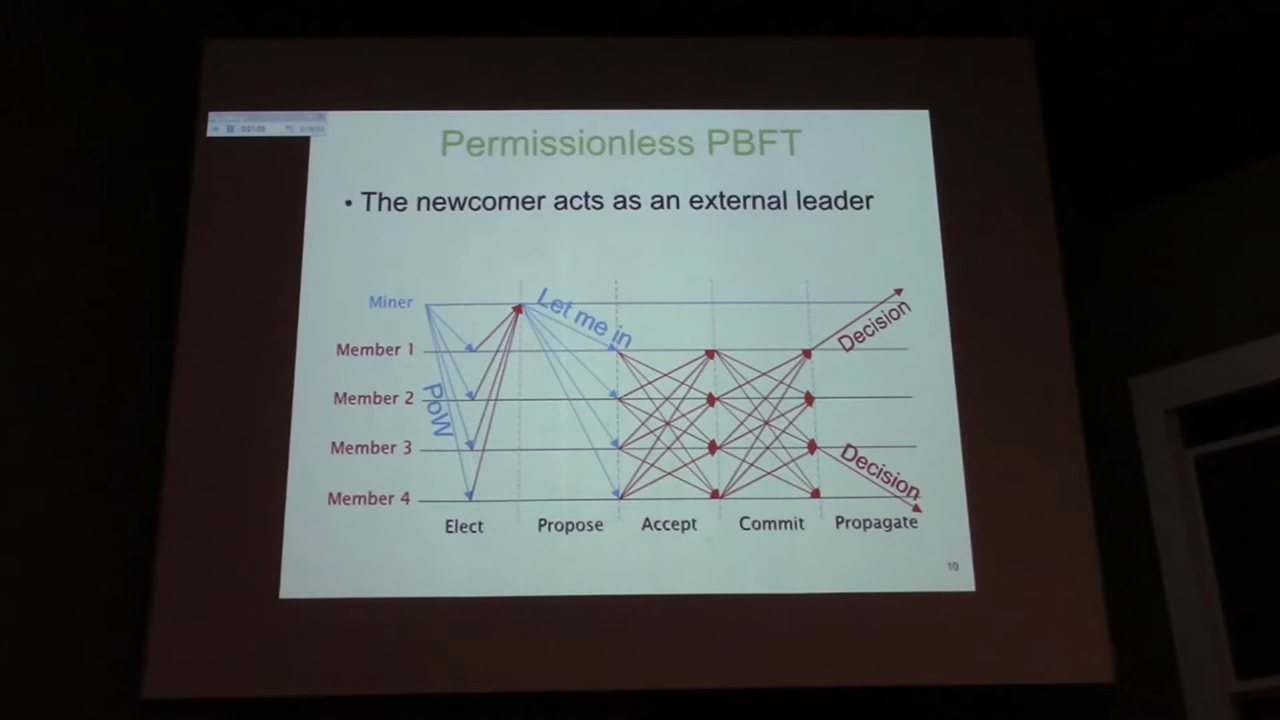 Permissionless PBFT
• The newcomer acts as an external leader
Miner
Let me in
Decision
Member 1
Member 2
PoW
Member 3
Decision
Member 4
Elect
Propose
Accept
Commit
Propagate
10